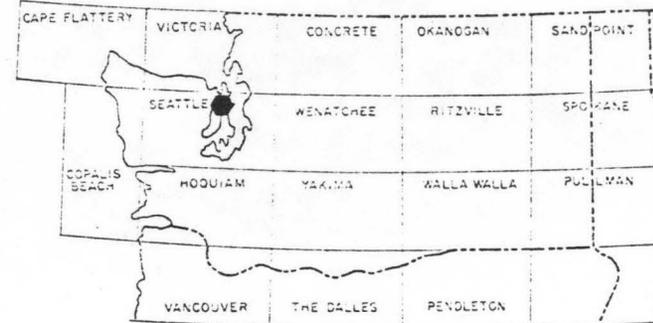 CAPE FLATTERY VICTORIA CONCRETE OKANOGAN SANDPOINT
SEATTLE WENATCHEE RITZVILLE SPOKANE
COPALIS
BEACH HOQUIAM YAKIMA WALLA WALLA PULLMAN
VANCOUVER THE DALLES PENDLETON